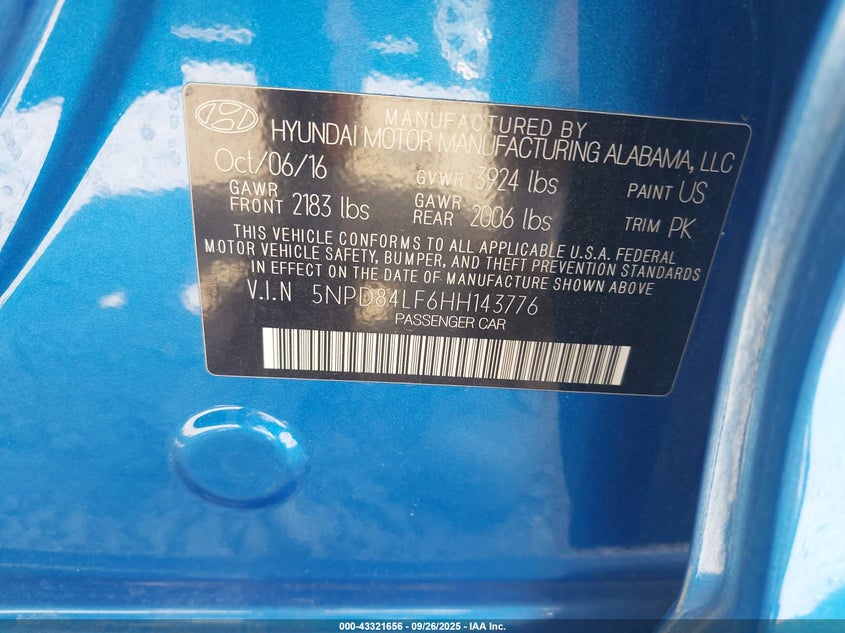 MANUFACTURED BY
HYUNDAI MOTOR MANUFACTURING ALABAMA, LLC
Oct/06/16 GVWR 3924 lbs PAINT US
GAWR FRONT 2183 lbs GAWR REAR 2006 lbs TRIM PK
THIS VEHICLE CONFORMS TO ALL APPLICABLE U.S.A. FEDERAL
MOTOR VEHICLE SAFETY, BUMPER, AND THEFT PREVENTION STANDARDS
IN EFFECT ON THE DATE OF MANUFACTURE SHOWN ABOVE
V.I.N 5NPD84LF6HH143776
PASSENGER CAR
000-43321656 - 09/26/2025 - IAA Inc.